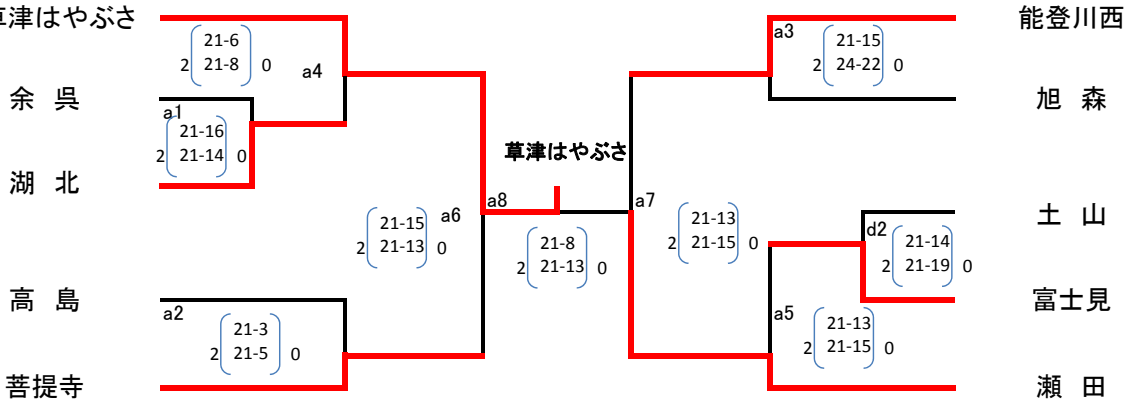 草津はやぶさ
21-6
2 21-8 0
a4
余 呉
a1
21-16
2 21-14 0
湖 北
21-15
a6
2 21-13 0
高 島
a2
21-3
2 21-5 0
菩提寺
草津はやぶさ
a8
21-8
2 21-13 0
a7
能登川西
a3
21-15
2 24-22 0
旭 森
21-13
2 21-15 0
土 山
d2
21-14
2 21-19 0
富士見
a5
21-13
2 21-15 0
瀬 田